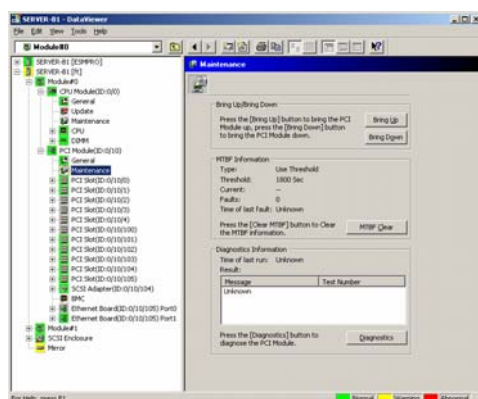 SERVER-B1 - DataViewer
File Edit View Tools Help
Module#0
SERVER-B1 [ESMPRO]
SERVER-B1 [ft]
Module#0
CPU Module(ID:0/0)
General
Update
Maintenance
CPU
DIMM
PCI Module(ID:0/10)
General
Maintenance
PCI Slot(ID:0/10/0)
PCI Slot(ID:0/10/1)
PCI Slot(ID:0/10/2)
PCI Slot(ID:0/10/3)
PCI Slot(ID:0/10/4)
PCI Slot(ID:0/10/100)
PCI Slot(ID:0/10/101)
PCI Slot(ID:0/10/102)
PCI Slot(ID:0/10/103)
PCI Slot(ID:0/10/104)
PCI Slot(ID:0/10/105)
SCSI Adapter(ID:0/10/104)
BMC
Ethernet Board(ID:0/10/105) Port0
Ethernet Board(ID:0/10/105) Port1
Module#1
SCSI Enclosure
Mirror
Maintenance
Bring Up/Bring Down
Press the [Bring Up] button to bring the PCI
Module up, press the [Bring Down] button
to bring the PCI Module down.
Bring Up
Bring Down
MTBF Information
Type: Use Threshold
Threshold: 1800 Sec
Current: --
Faults: 0
Time of last fault: Unknown
Press the [Clear MTBF] button to Clear
the MTBF information.
MTBF Clear
Diagnostics Information
Time of last run: Unknown
Result:
Message Test Number
Unknown
Press the [Diagnostics] button to
diagnose the PCI Module.
Diagnostics
For Help, press F1
Normal Warning Abnormal